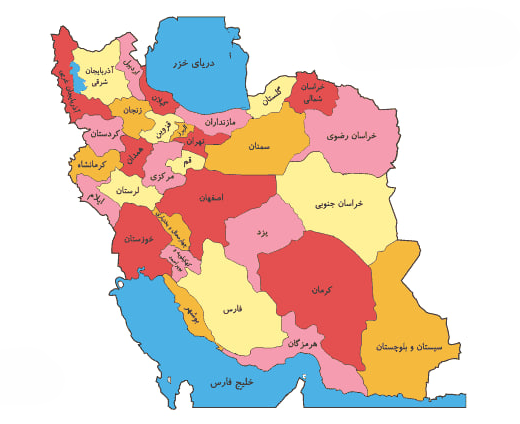 دریای خزر
آذربایجان
شرقی
اردبیل
آذربایجان غربی
گیلان
زنجان
قزوین
البرز
تهران
مازندران
گلستان
خراسان
شمالی
خراسان رضوی
سمنان
کردستان
همدان
قم
مرکزی
کرمانشاه
لرستان
ایلام
اصفهان
خراسان جنوبی
یزد
چهارمحال و بختیاری
خوزستان
کهگیلویه و
بویراحمد
کرمان
فارس
بوشهر
هرمزگان
سیستان و بلوچستان
خلیج فارس